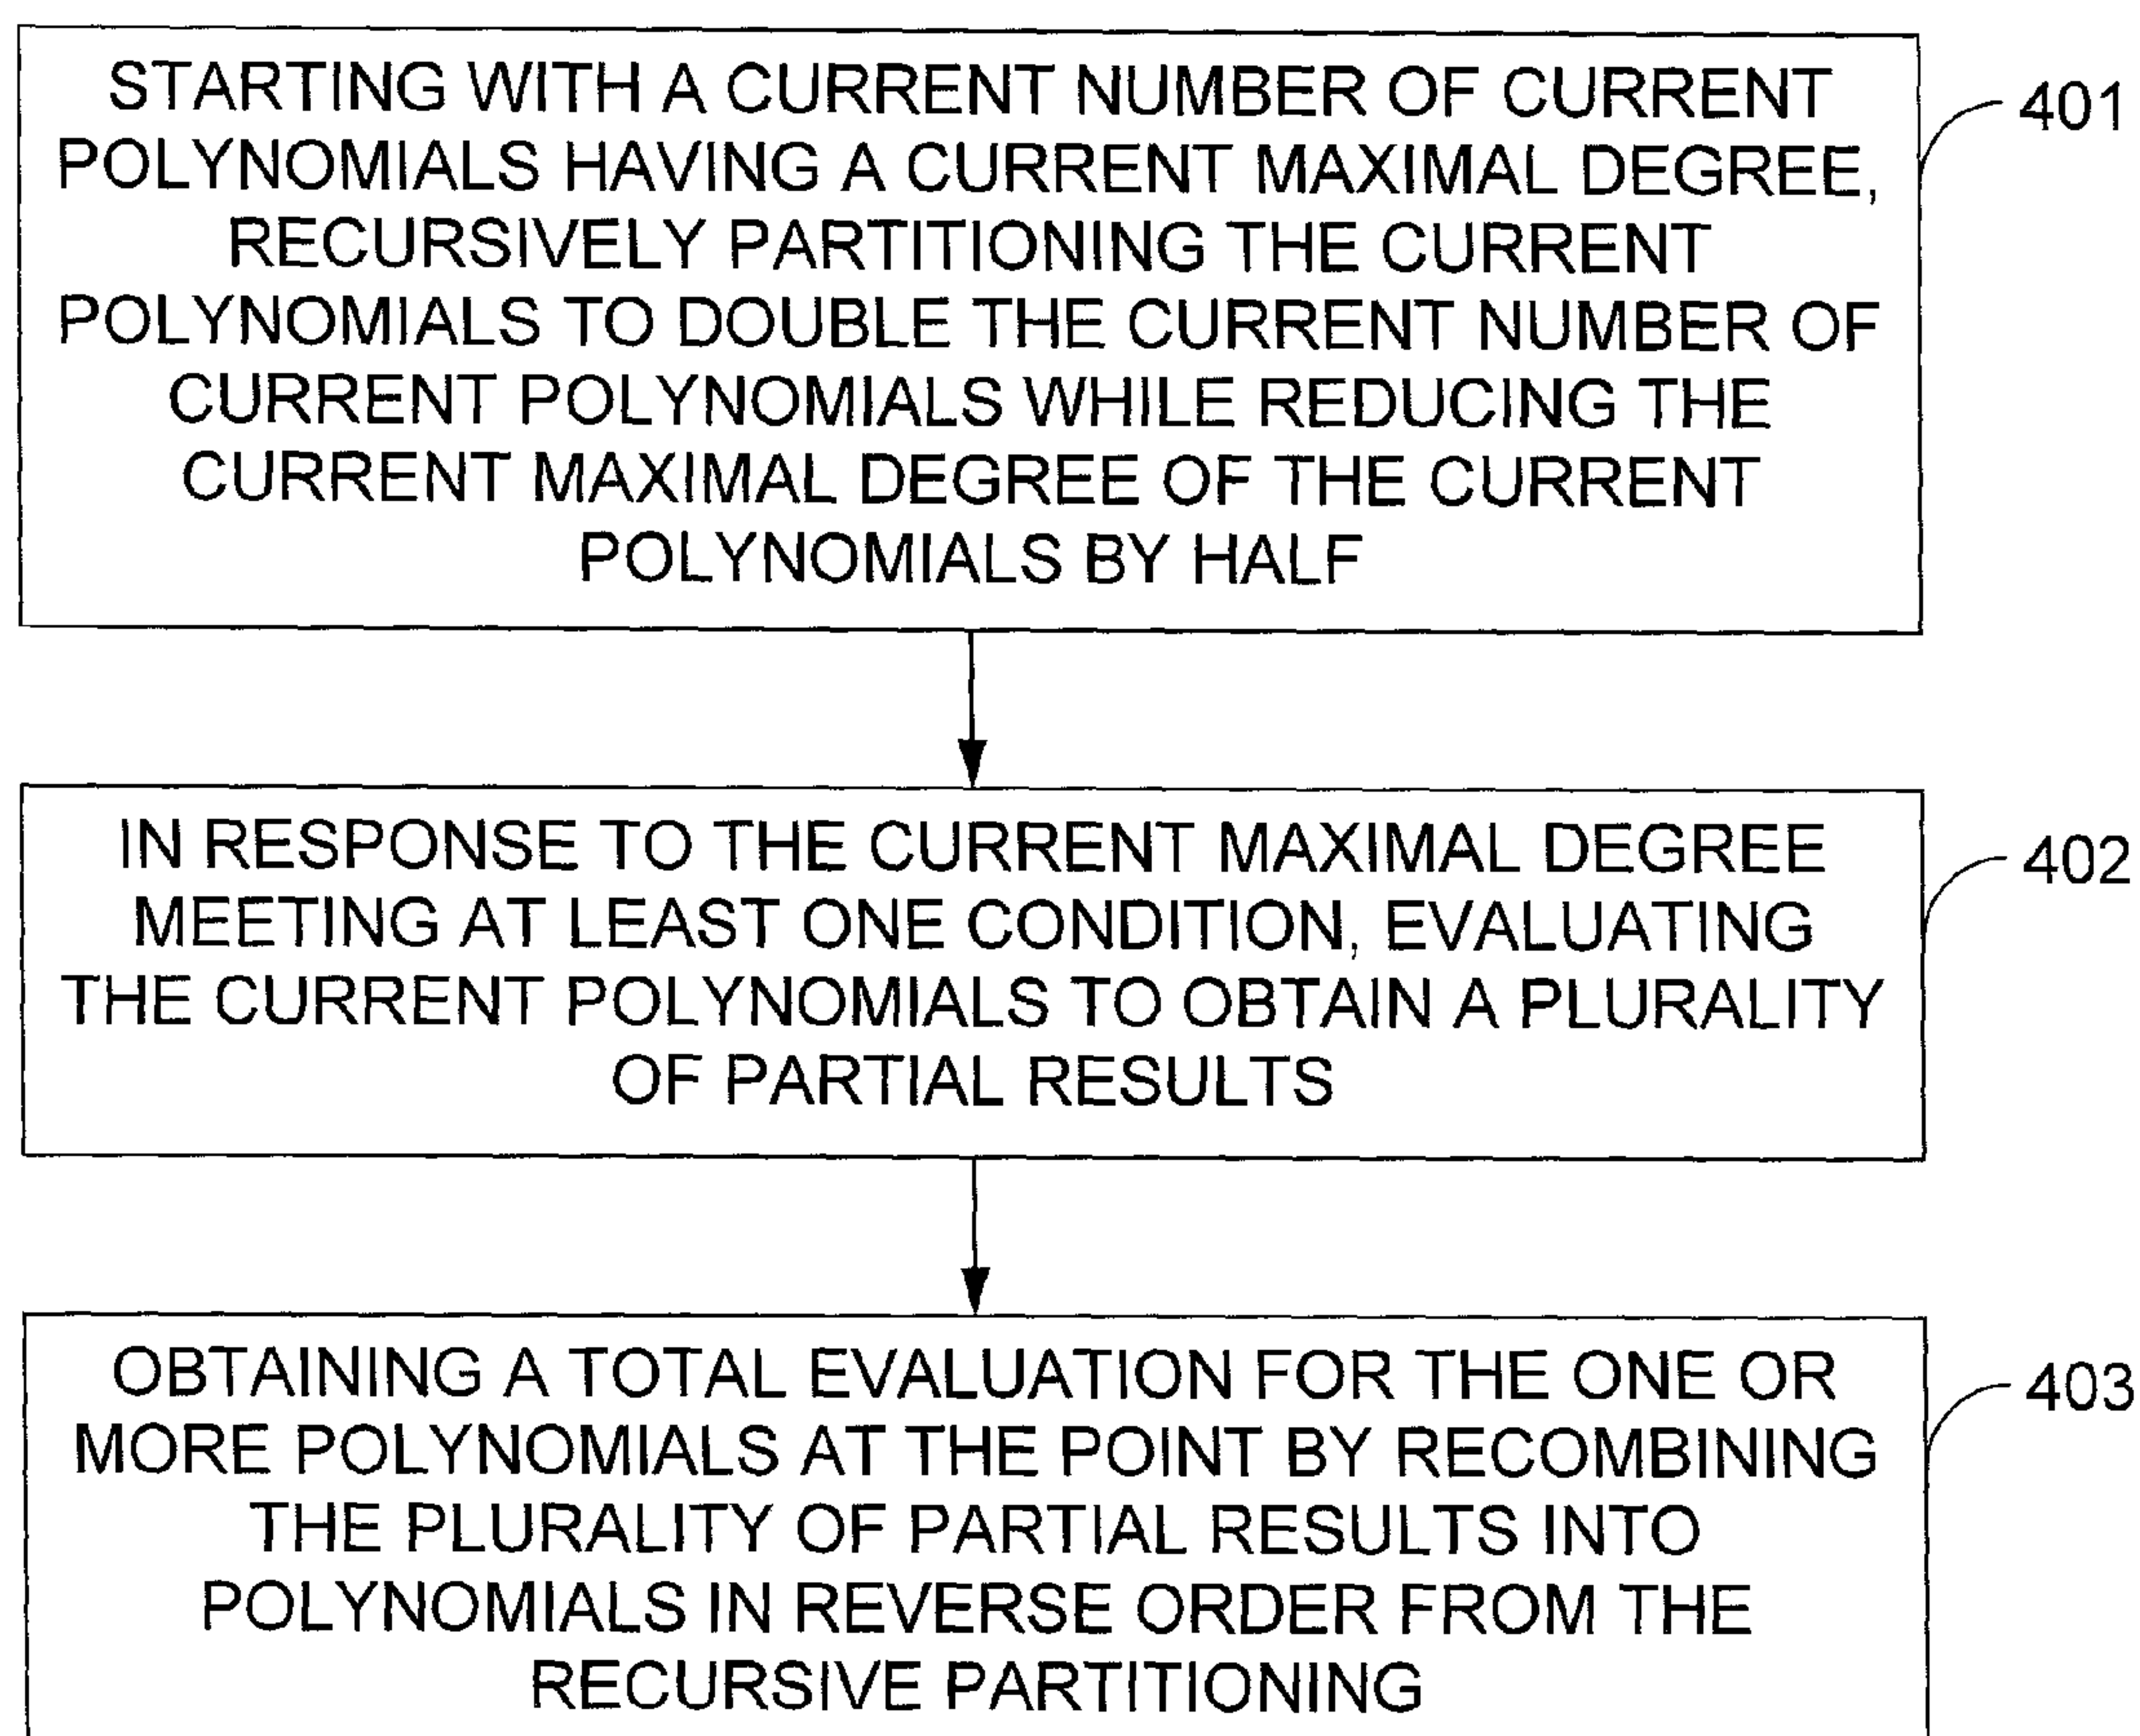 STARTING WITH A CURRENT NUMBER OF CURRENT
POLYNOMIALS HAVING A CURRENT MAXIMAL DEGREE,
RECURSIVELY PARTITIONING THE CURRENT
POLYNOMIALS TO DOUBLE THE CURRENT NUMBER OF
CURRENT POLYNOMIALS WHILE REDUCING THE
CURRENT MAXIMAL DEGREE OF THE CURRENT
POLYNOMIALS BY HALF
401
IN RESPONSE TO THE CURRENT MAXIMAL DEGREE
MEETING AT LEAST ONE CONDITION, EVALUATING
THE CURRENT POLYNOMIALS TO OBTAIN A PLURALITY
OF PARTIAL RESULTS
402
OBTAINING A TOTAL EVALUATION FOR THE ONE OR
MORE POLYNOMIALS AT THE POINT BY RECOMBINING
THE PLURALITY OF PARTIAL RESULTS INTO
POLYNOMIALS IN REVERSE ORDER FROM THE
RECURSIVE PARTITIONING
403